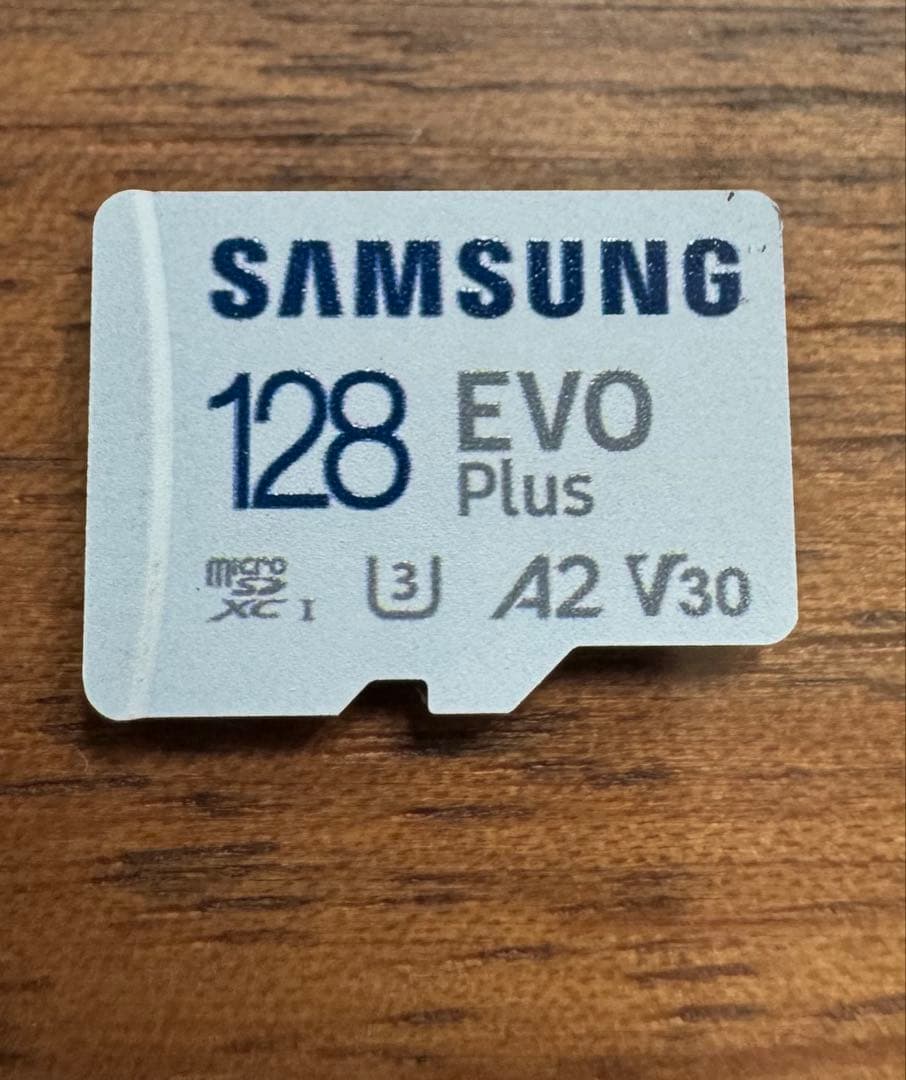 SAMSUNG
128 EVO
Plus
micro
SD
XC I 3 A2 V30